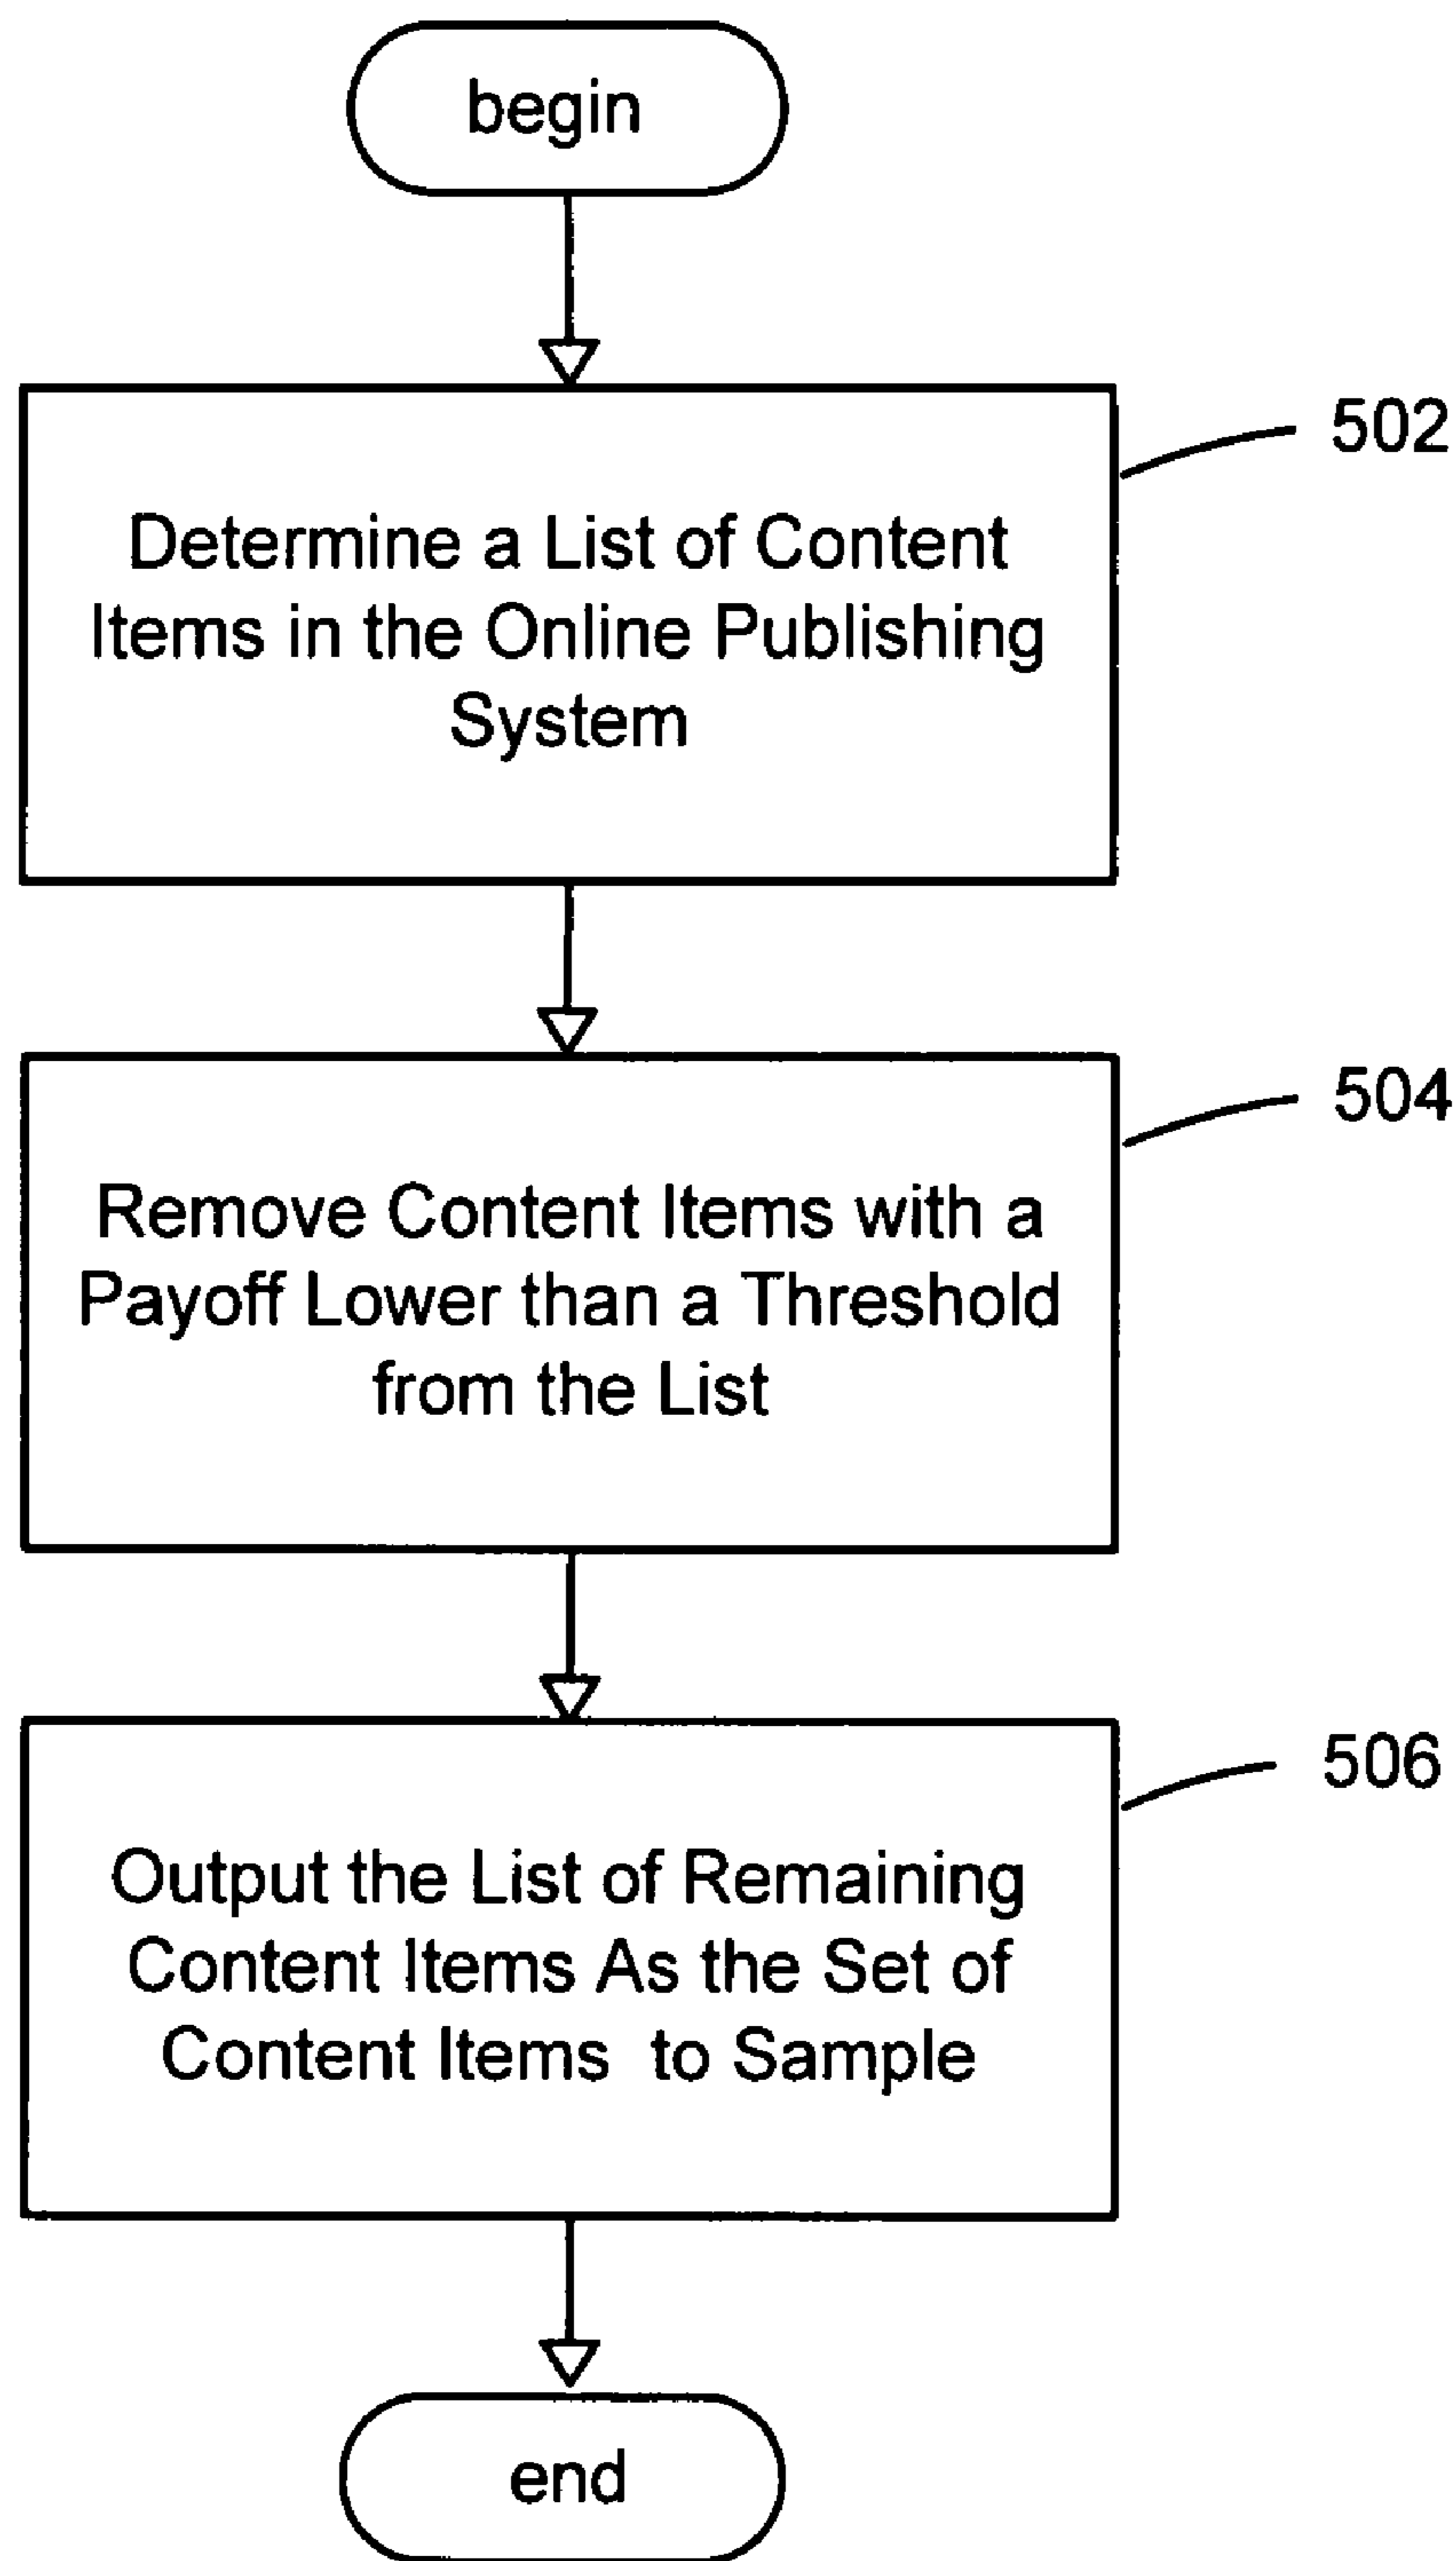 begin
502
Determine a List of Content
Items in the Online Publishing
System
504
Remove Content Items with a
Payoff Lower than a Threshold
from the List
506
Output the List of Remaining
Content Items As the Set of
Content Items to Sample
end